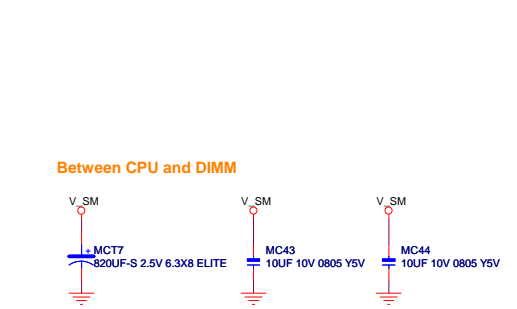 Between CPU and DIMM
V_SM V_SM V_SM
+ MCT7 MC43 MC44
820UF-S 2.5V 6.3X8 ELITE 10UF 10V 0805 Y5V 10UF 10V 0805 Y5V